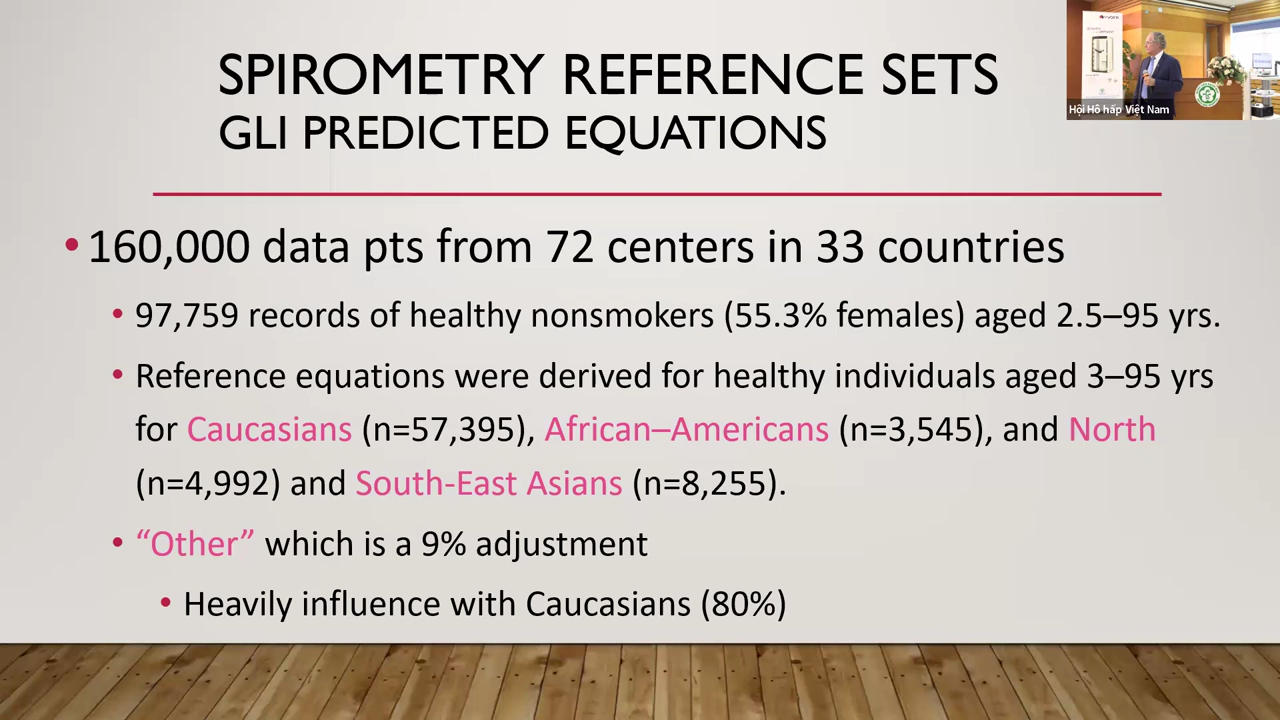 SPIROMETRY REFERENCE SETS
GLI PREDICTED EQUATIONS
Hội Hô hấp Việt Nam
•160,000 data pts from 72 centers in 33 countries
• 97,759 records of healthy nonsmokers (55.3% females) aged 2.5–95 yrs.
• Reference equations were derived for healthy individuals aged 3–95 yrs
for Caucasians (n=57,395), African–Americans (n=3,545), and North
(n=4,992) and South-East Asians (n=8,255).
• “Other” which is a 9% adjustment
• Heavily influence with Caucasians (80%)